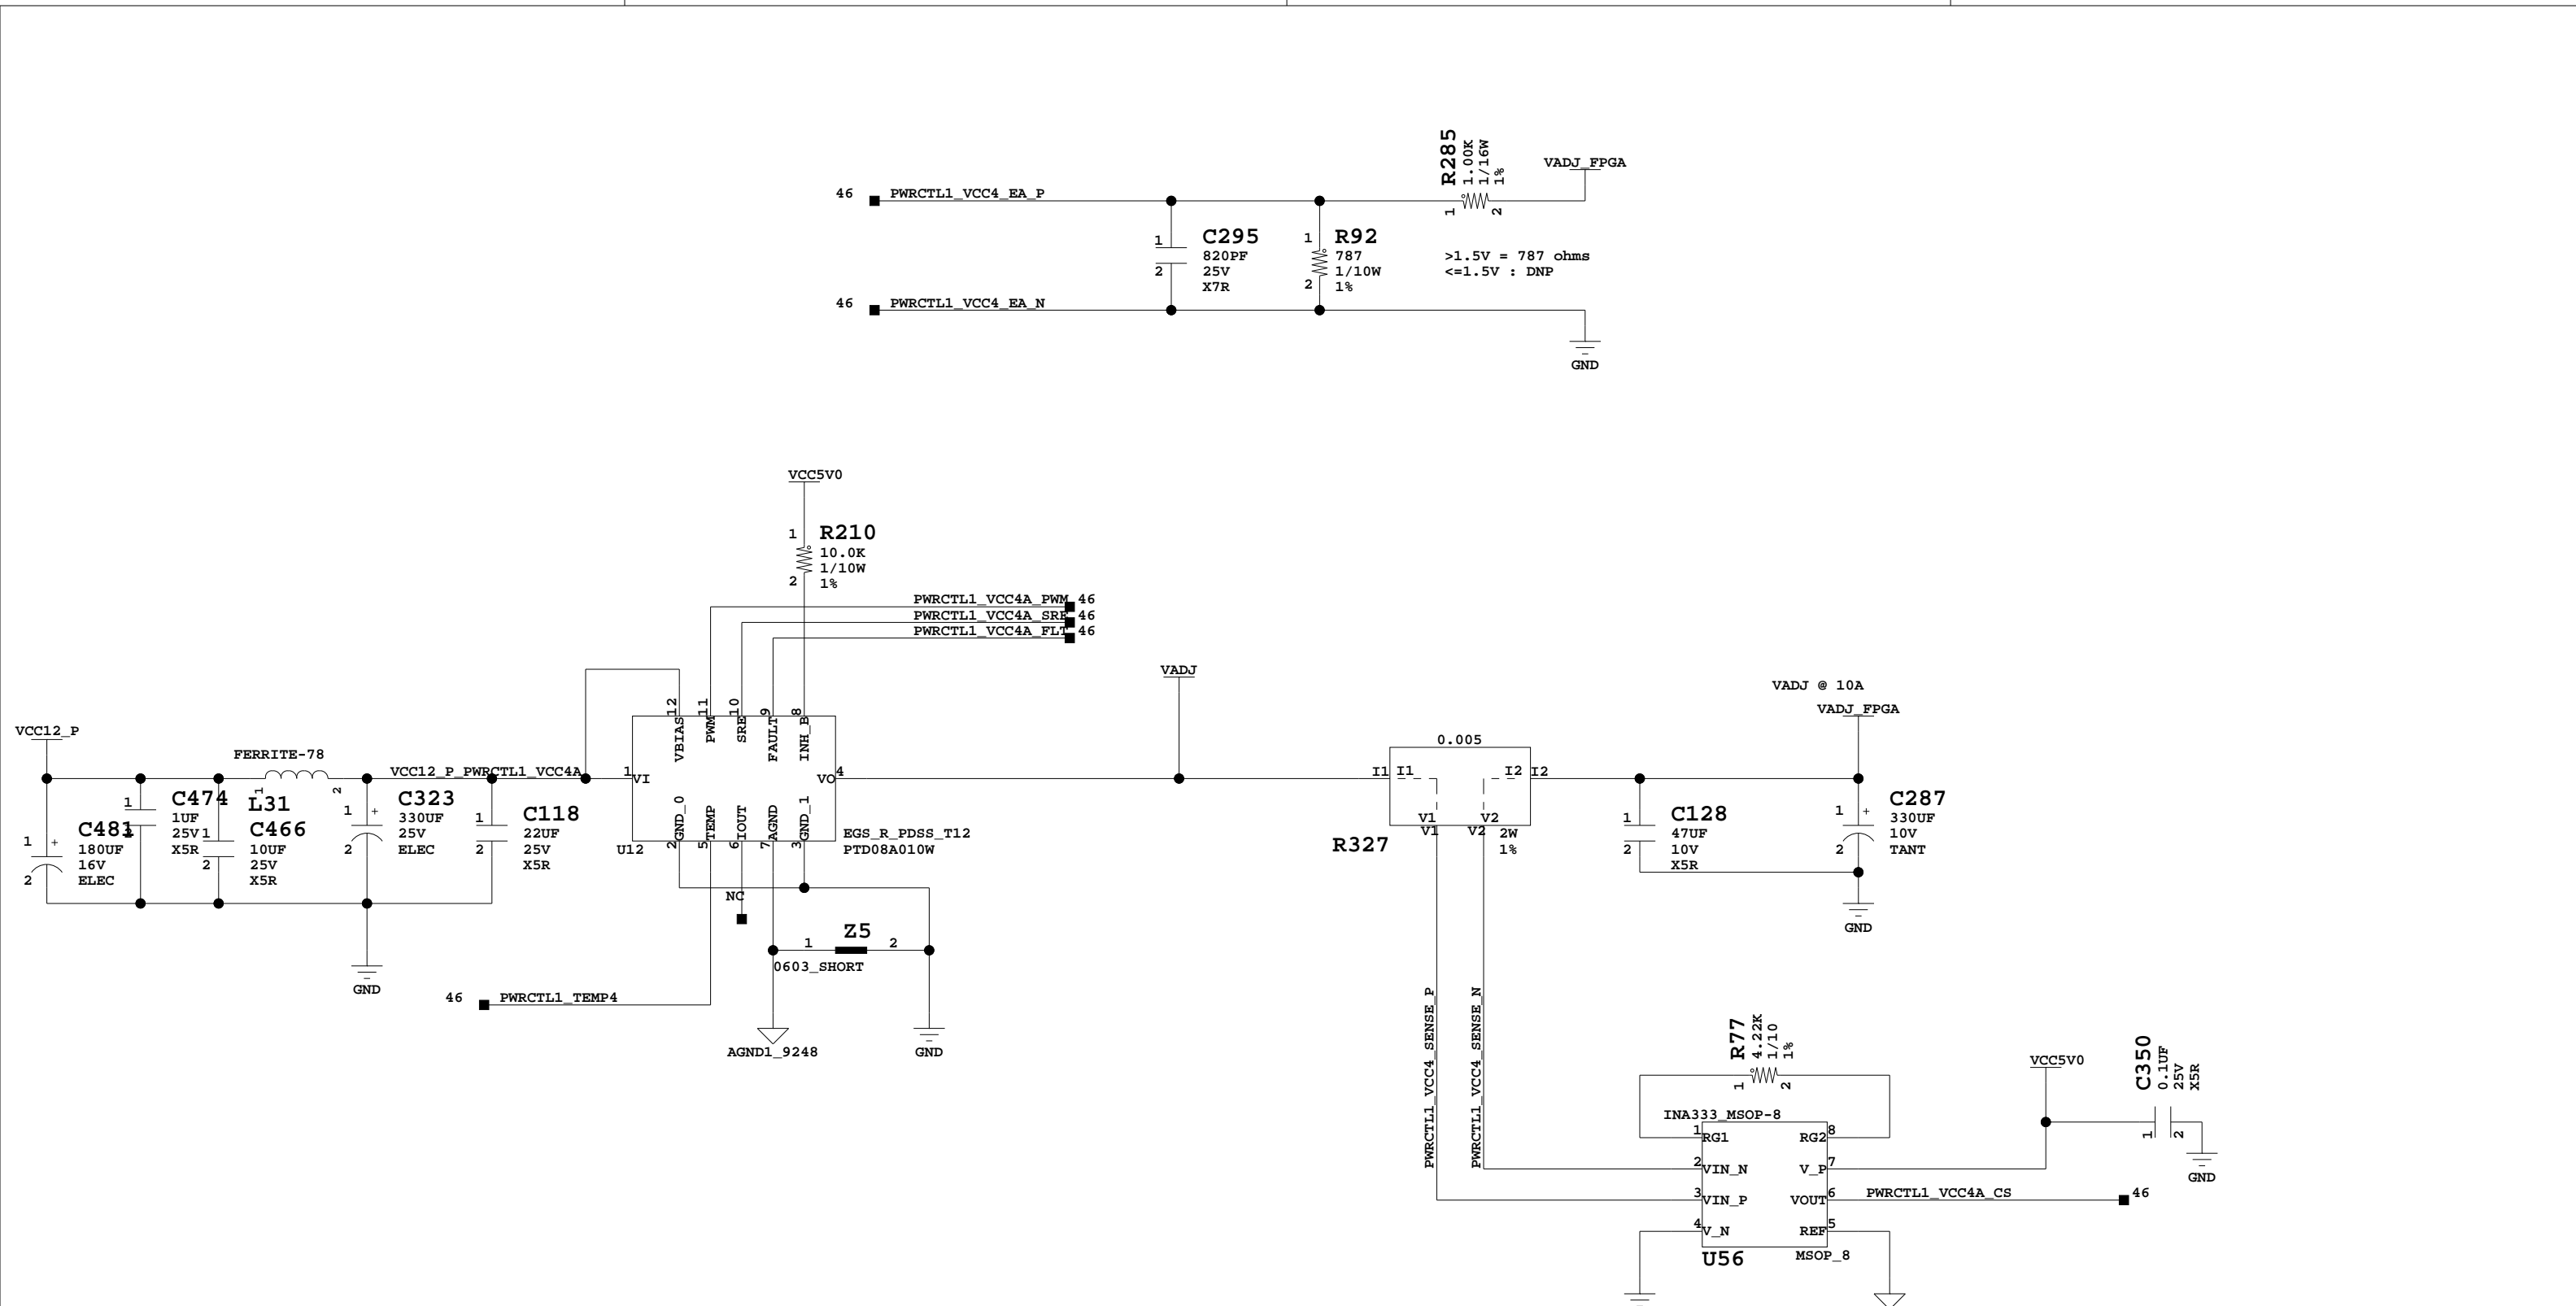 R285
1.00K
1/16W
1%
VADJ_FPGA
46
PWRCTL1_VCC4_EA_P
1
2
1
2
C295
820PF
25V
X7R
1
2
R92
787
1/10W
1%
>1.5V = 787 ohms
<=1.5V : DNP
46
PWRCTL1_VCC4_EA_N
GND
VCC5V0
1
2
R210
10.0K
1/10W
1%
PWRCTL1_VCC4A_PWM 46
PWRCTL1_VCC4A_SRE 46
PWRCTL1_VCC4A_FLT 46
VADJ
VADJ @ 10A
VADJ_FPGA
VCC12_P
FERRITE-78
1
2
L31
VCC12_P_PWRCTL1_VCC4A
1 +
2
C481
180UF
16V
ELEC
1
2
C474
1UF
25V
X5R
1
2
C466
10UF
25V
X5R
1 +
2
C323
330UF
25V
ELEC
1
2
C118
22UF
25V
X5R
GND
12
11
10
9
8
VBIAS
PWM
SRE
FAULT
INH_B
1
VI
VO
4
GND_0
TEMP
IOUT
AGND
GND_1
2
5
6
7
3
U12
EGS_R_PDSS_T12
PTD08A010W
NC
Z5
1
2
0603_SHORT
46
PWRCTL1_TEMP4
AGND1_9248
GND
0.005
I1
I1
I2
I2
V1
V2
V1
V2
2W
1%
R327
1
2
C128
47UF
10V
X5R
1 +
2
C287
330UF
10V
TANT
GND
PWRCTL1_VCC4_SENSE_P
PWRCTL1_VCC4_SENSE_N
R77
4.22K
1/10
1%
1
2
INA333_MSOP-8
1
RG1
RG2
8
2
VIN_N
V_P
7
3
VIN_P
VOUT
6
4
V_N
REF
5
U56
MSOP_8
PWRCTL1_VCC4A_CS
46
VCC5V0
C350
0.1UF
25V
X5R
1
2
GND